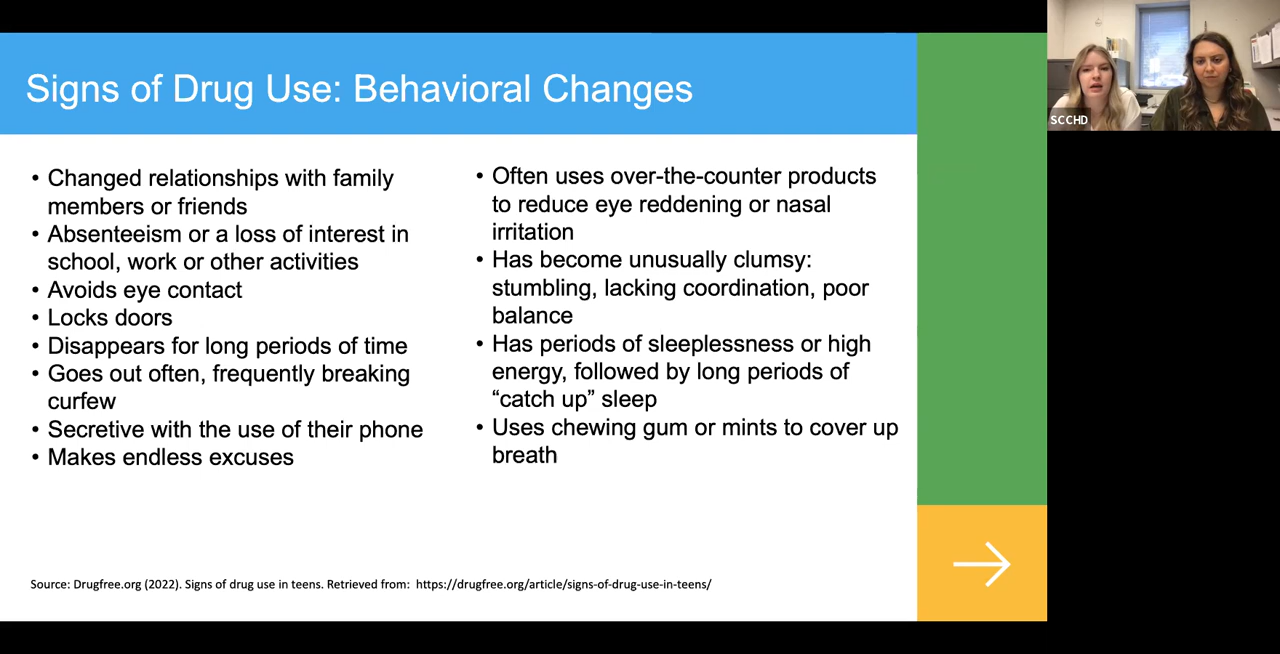 Signs of Drug Use: Behavioral Changes
• Changed relationships with family
members or friends
• Absenteeism or a loss of interest in
school, work or other activities
• Avoids eye contact
• Locks doors
• Disappears for long periods of time
• Goes out often, frequently breaking
curfew
• Secretive with the use of their phone
• Makes endless excuses
• Often uses over-the-counter products
to reduce eye reddening or nasal
irritation
• Has become unusually clumsy:
stumbling, lacking coordination, poor
balance
• Has periods of sleeplessness or high
energy, followed by long periods of
“catch up” sleep
• Uses chewing gum or mints to cover up
breath
Source: Drugfree.org (2022). Signs of drug use in teens. Retrieved from: https://drugfree.org/article/signs-of-drug-use-in-teens/
SCCHD